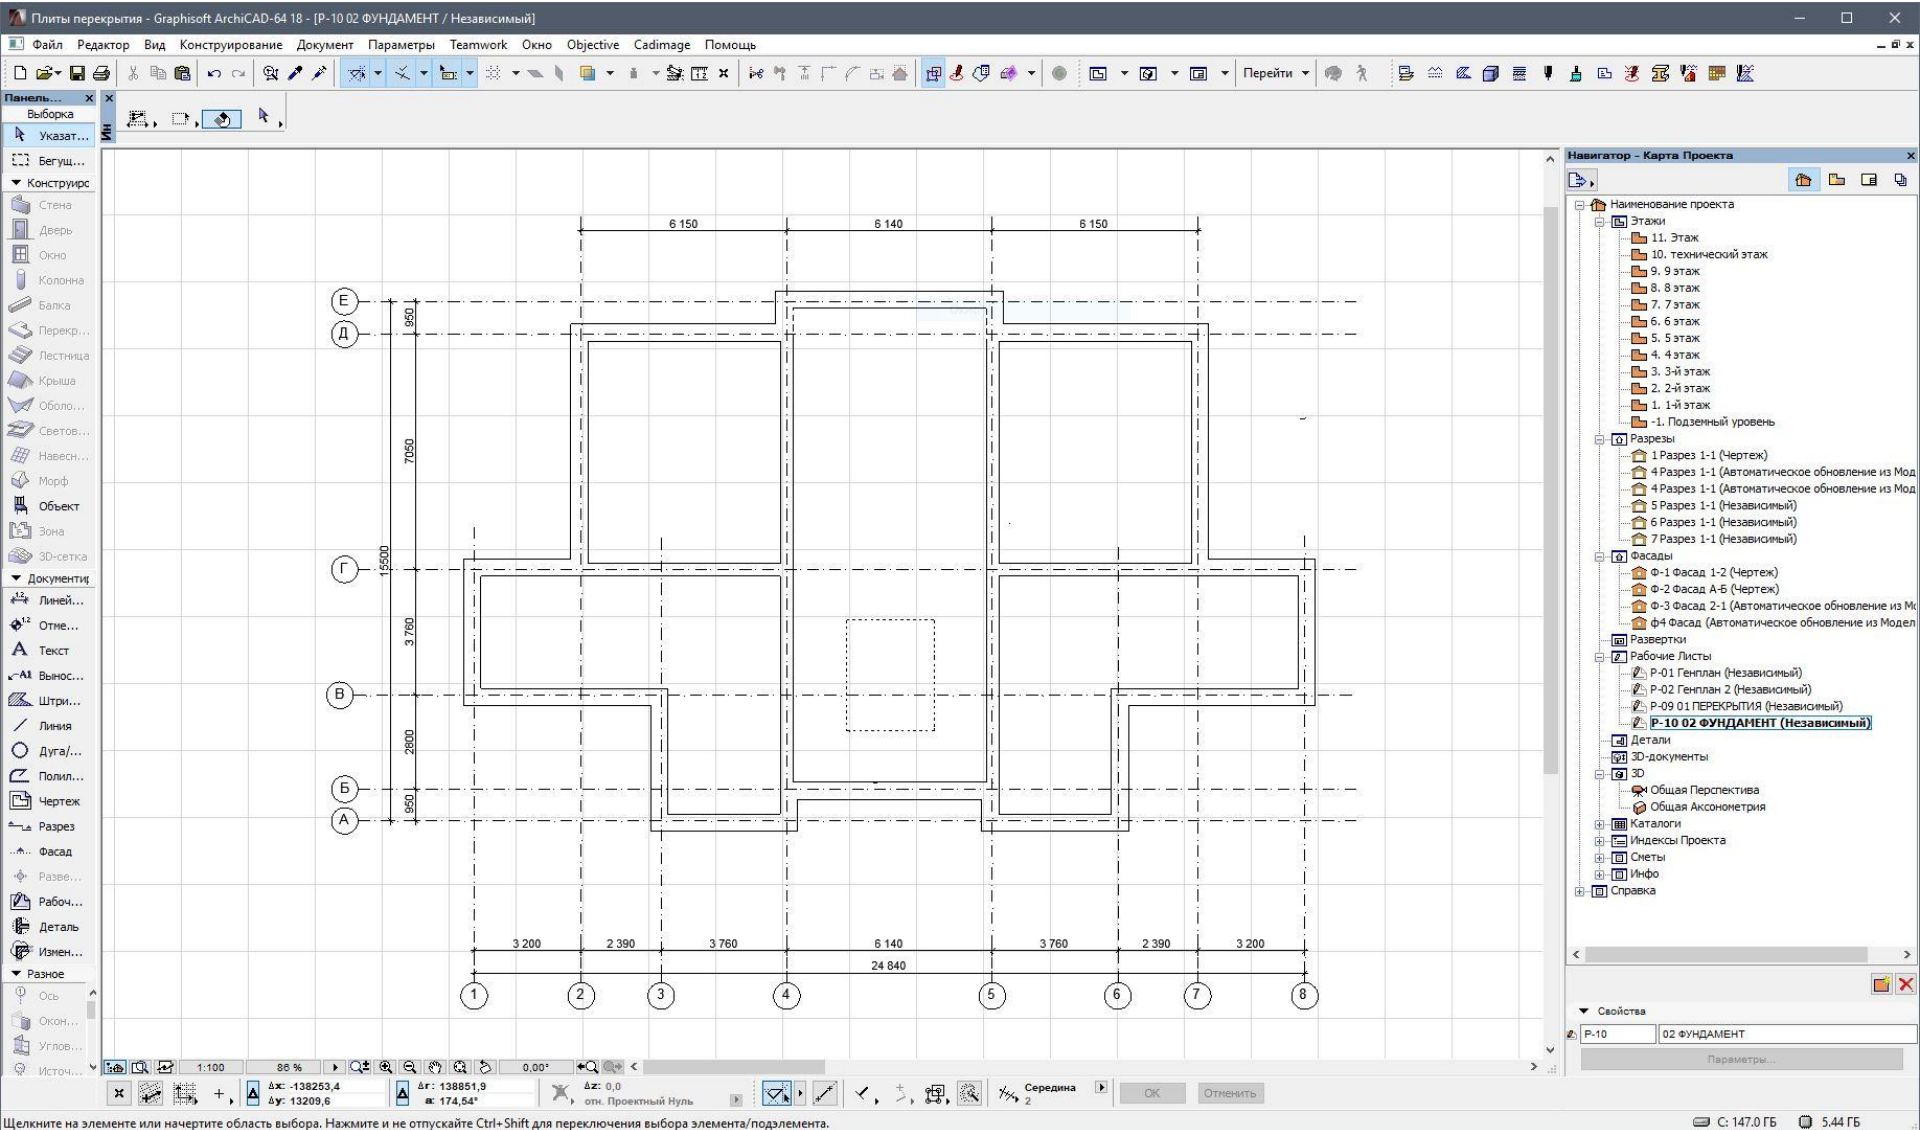 Плиты перекрытия - Graphisoft ArchiCAD-64 18 - [Р-10 02 ФУНДАМЕНТ / Независимый]
Файл Редактор Вид Конструирование Документ Параметры Teamwork Окно Objective Cadimage Помощь
Перейти
Панель...
Выборка
Ин
Указат...
Бегущ...
Конструирс
Стена
Дверь
Окно
Колонна
Балка
Перекр...
Лестница
Крыша
Оболо...
Светов...
Навесн...
Морф
Объект
Зона
3D-сетка
Документир
Линей...
Отме...
Текст
Вынос...
Штри...
Линия
Дуга/...
Полил...
Чертеж
Разрез
Фасад
Разве...
Рабоч...
Деталь
Измен...
Разное
Ось
Окон...
Углов...
Источ...
6 150 6 140 6 150
Е
Д
Г
В
Б
А
950
7050
15500
3 760
2800
950
3 200 2 390 3 760 6 140 3 760 2 390 3 200
24 840
1 2 3 4 5 6 7 8
Навигатор - Карта Проекта
Наименование проекта
Этажи
11. Этаж
10. технический этаж
9. 9 этаж
8. 8 этаж
7. 7 этаж
6. 6 этаж
5. 5 этаж
4. 4 этаж
3. 3-й этаж
2. 2-й этаж
1. 1-й этаж
-1. Подземный уровень
Разрезы
1 Разрез 1-1 (Чертеж)
4 Разрез 1-1 (Автоматическое обновление из Мод
4 Разрез 1-1 (Автоматическое обновление из Мод
5 Разрез 1-1 (Независимый)
6 Разрез 1-1 (Независимый)
7 Разрез 1-1 (Независимый)
Фасады
Ф-1 Фасад 1-2 (Чертеж)
Ф-2 Фасад А-Б (Чертеж)
Ф-3 Фасад 2-1 (Автоматическое обновление из Мо
ф4 Фасад (Автоматическое обновление из Модел
Развертки
Рабочие Листы
Р-01 Генплан (Независимый)
Р-02 Генплан 2 (Независимый)
Р-09 01 ПЕРЕКРЫТИЯ (Независимый)
Р-10 02 ФУНДАМЕНТ (Независимый)
Детали
3D-документы
3D
Общая Перспектива
Общая Аксонометрия
Каталоги
Индексы Проекта
Сметы
Инфо
Справка
Свойства
Р-10 02 ФУНДАМЕНТ
Параметры...
1:100 86 % 0,00°
Δx: -138253,4 Δr: 138851,9 Δz: 0,0
Δy: 13209,6 a: 174,54° отн. Проектный Нуль
Середина
2
ОК Отменить
Щелкните на элементе или начертите область выбора. Нажмите и не отпускайте Ctrl+Shift для переключения выбора элемента/подэлемента.
C: 147.0 ГБ 5.44 ГБ